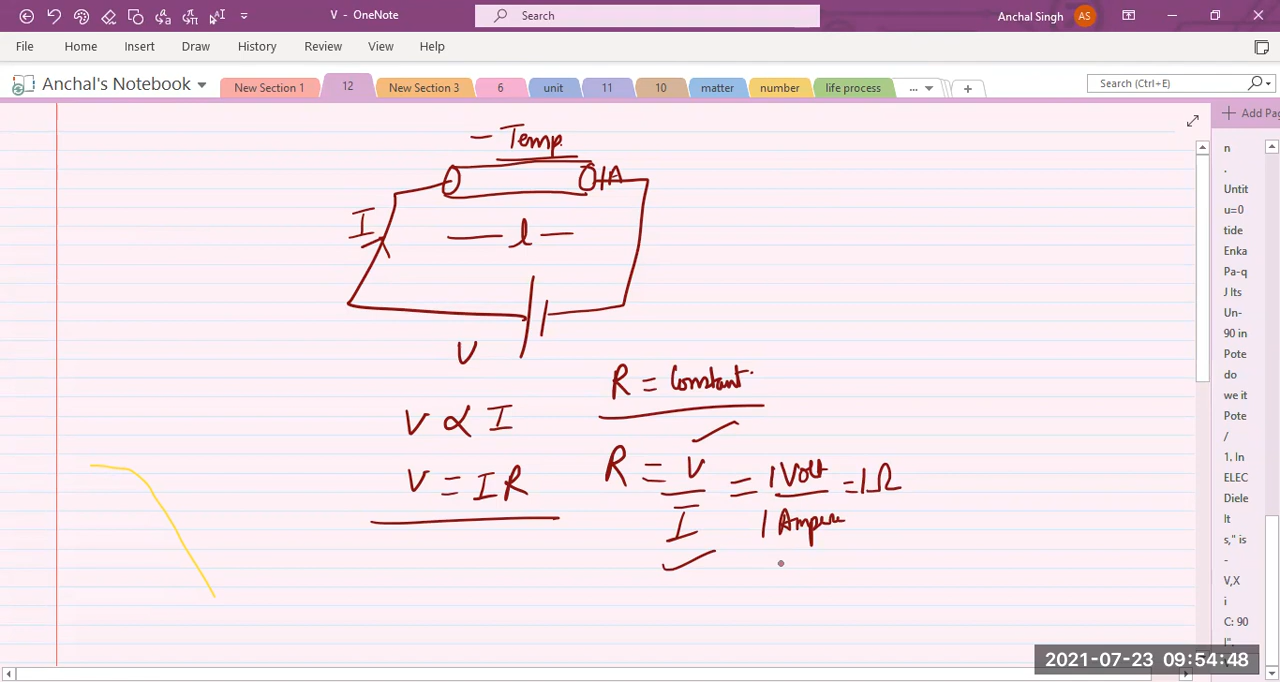 V - OneNote
Search
Anchal Singh
AS
File Home Insert Draw History Review View Help
Anchal's Notebook
New Section 1
12
New Section 3
6
unit
11
10
matter
number
life process
...
Search (Ctrl+E)
Add Pag
- Temp.
A
I
l
V
R = Constant.
V ∝ I
V = IR
R = V = 1 Volt = 1Ω
I 1 Ampere
n
.
Untit
u=0
tide
Enka
Pa-q
J Its
Un-
90 in
Pote
do
we it
Pote
/
1. In
ELEC
Diele
It
s," is
-
V,X
i
C: 90
2021-07-23 09:54:48